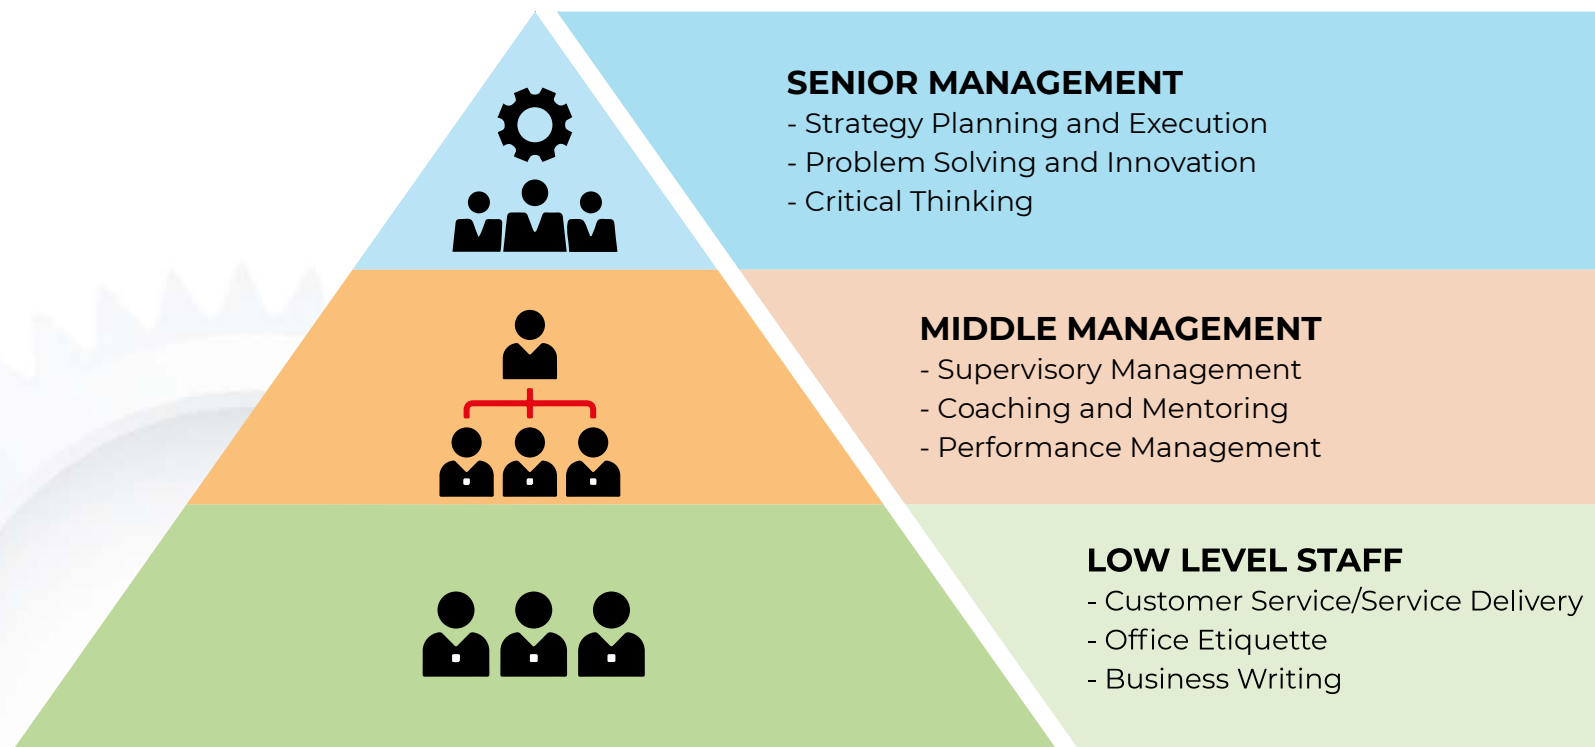 SENIOR MANAGEMENT
- Strategy Planning and Execution
- Problem Solving and Innovation
- Critical Thinking
MIDDLE MANAGEMENT
- Supervisory Management
- Coaching and Mentoring
- Performance Management
LOW LEVEL STAFF
- Customer Service/Service Delivery
- Office Etiquette
- Business Writing